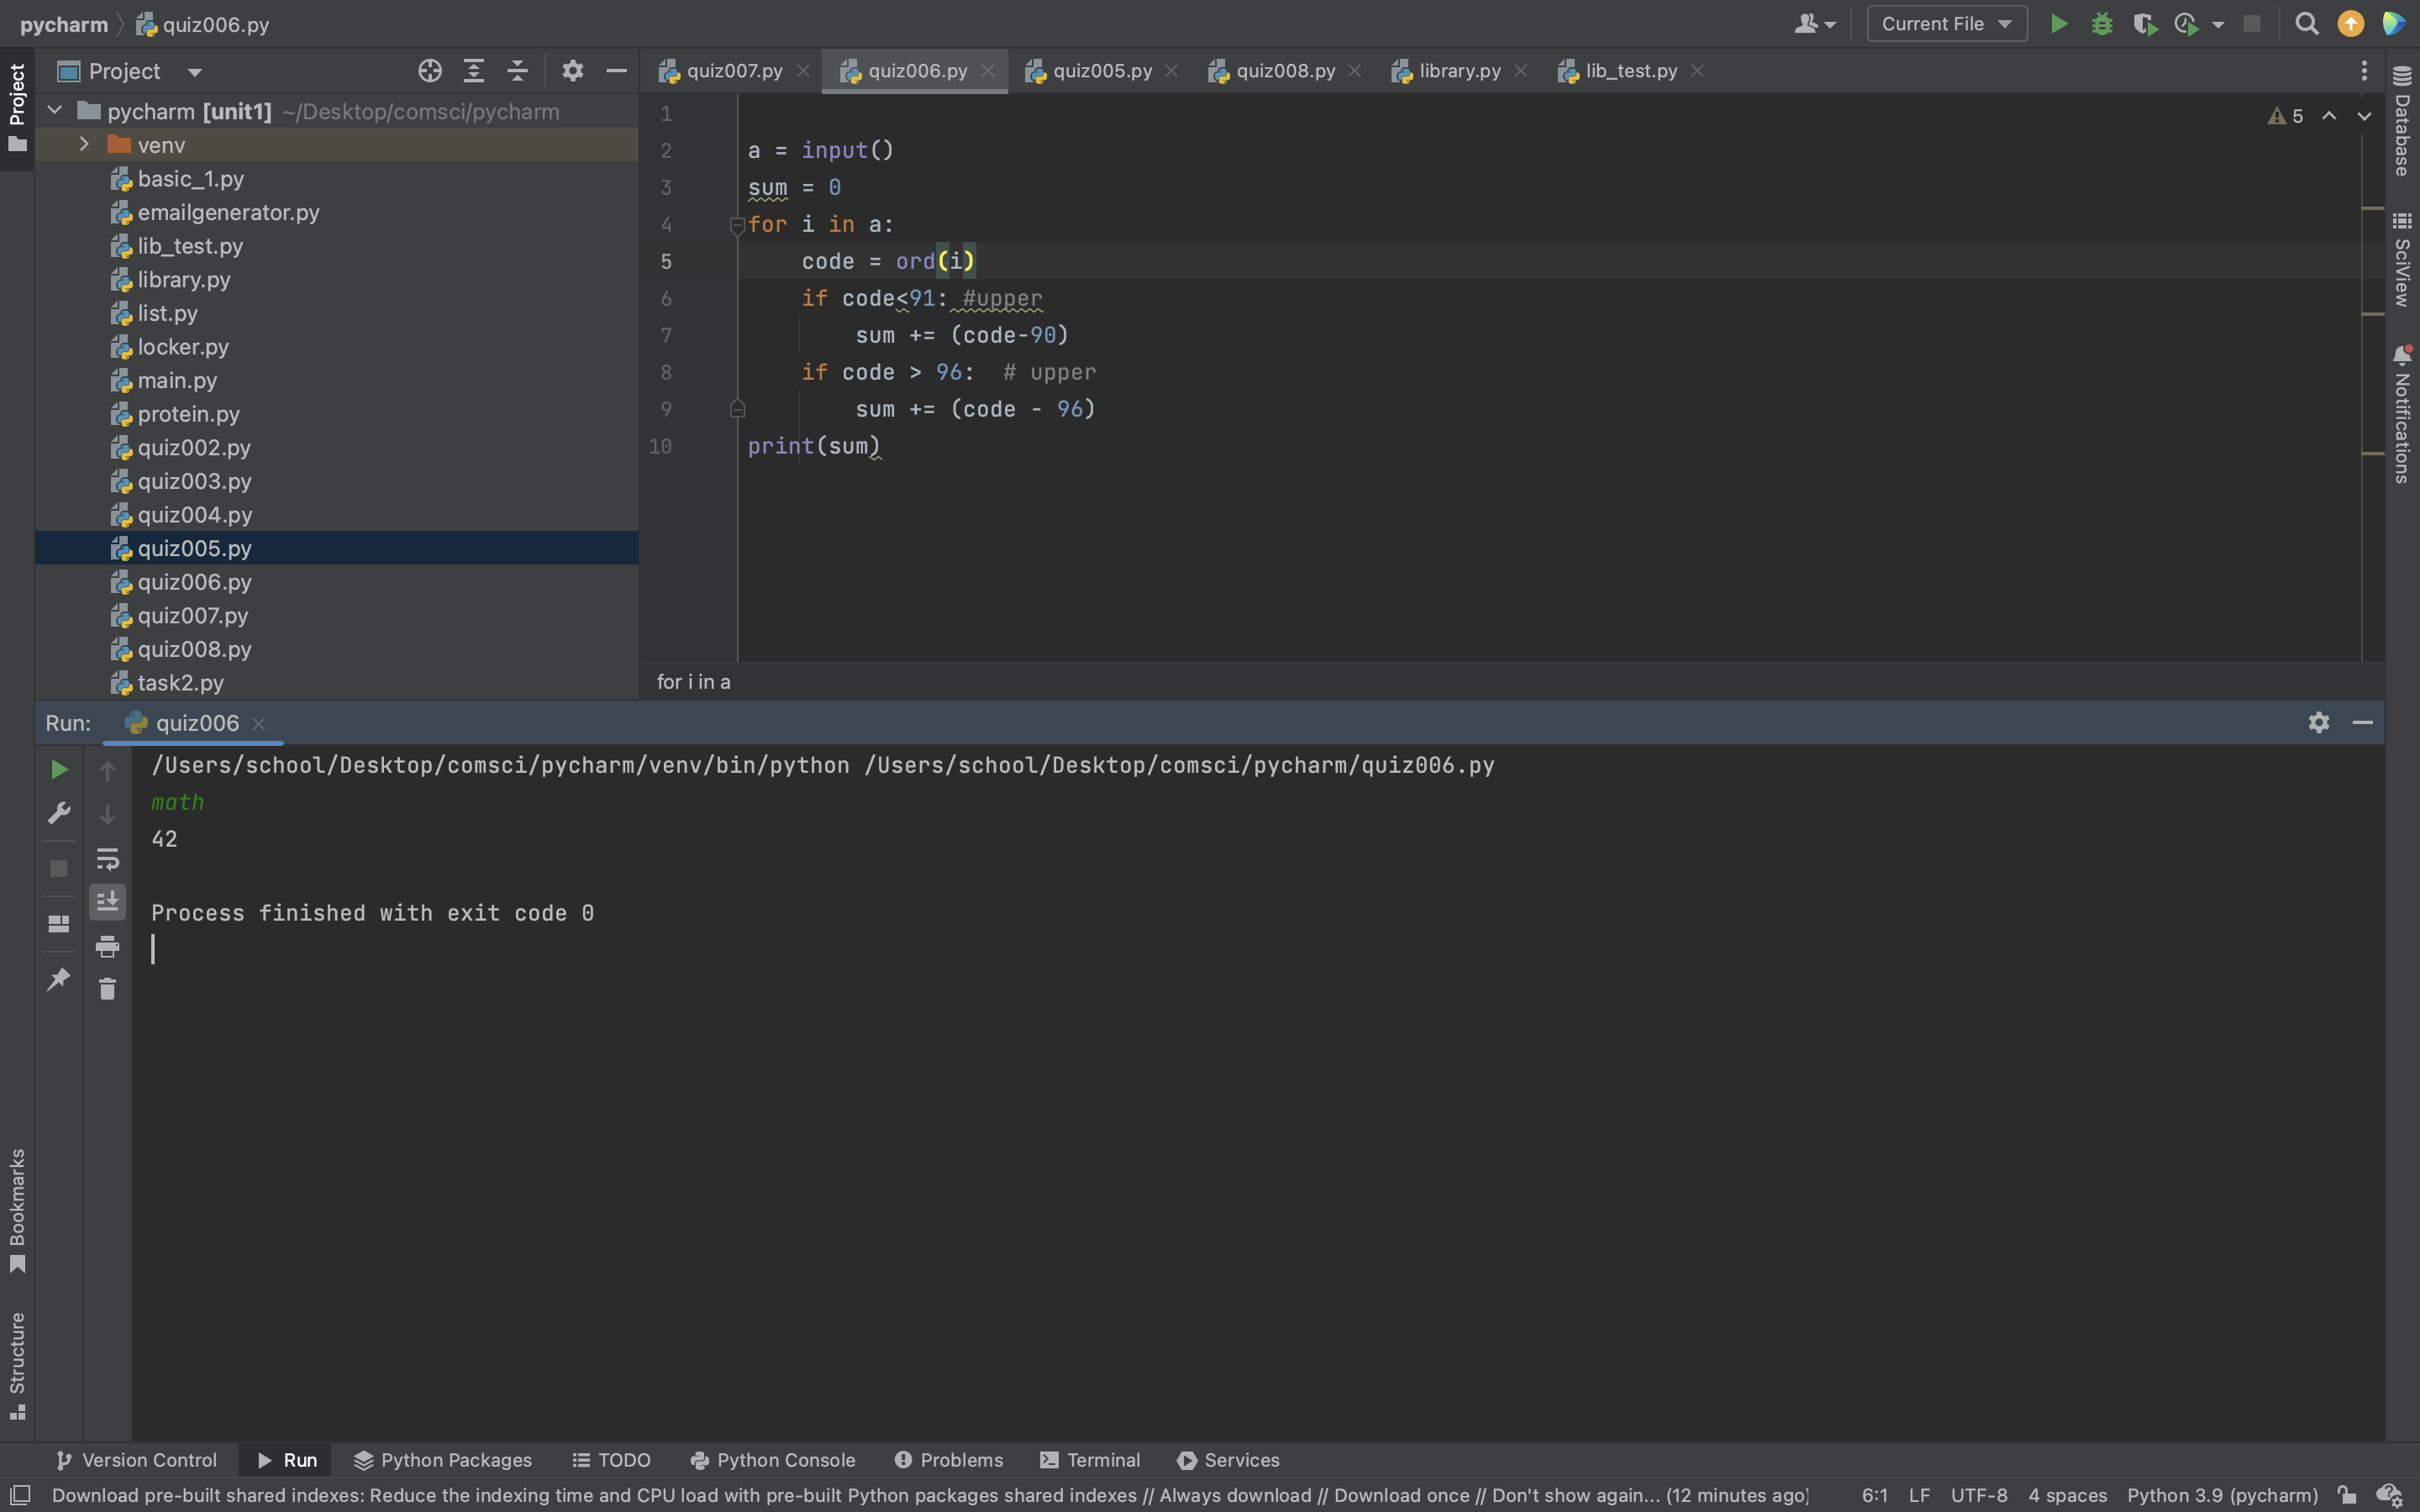 pycharm quiz006.py
Current File
Project
quiz007.py quiz006.py quiz005.py quiz008.py library.py lib_test.py
Project
pycharm [unit1] ~/Desktop/comsci/pycharm
venv
basic_1.py
emailgenerator.py
lib_test.py
library.py
list.py
locker.py
main.py
protein.py
quiz002.py
quiz003.py
quiz004.py
quiz005.py
quiz006.py
quiz007.py
quiz008.py
task2.py
1
2 a = input()
3 sum = 0
4 for i in a:
5 code = ord(i)
6 if code<91: #upper
7 sum += (code-90)
8 if code > 96:  # upper
9 sum += (code - 96)
10 print(sum)
5
for i in a
Database
SciView
Notifications
Run: quiz006
/Users/school/Desktop/comsci/pycharm/venv/bin/python /Users/school/Desktop/comsci/pycharm/quiz006.py
math
42
Process finished with exit code 0
Bookmarks
Structure
Version Control Run Python Packages TODO Python Console Problems Terminal Services
Download pre-built shared indexes: Reduce the indexing time and CPU load with pre-built Python packages shared indexes // Always download // Download once // Don't show again... (12 minutes ago) 6:1 LF UTF-8 4 spaces Python 3.9 (pycharm)